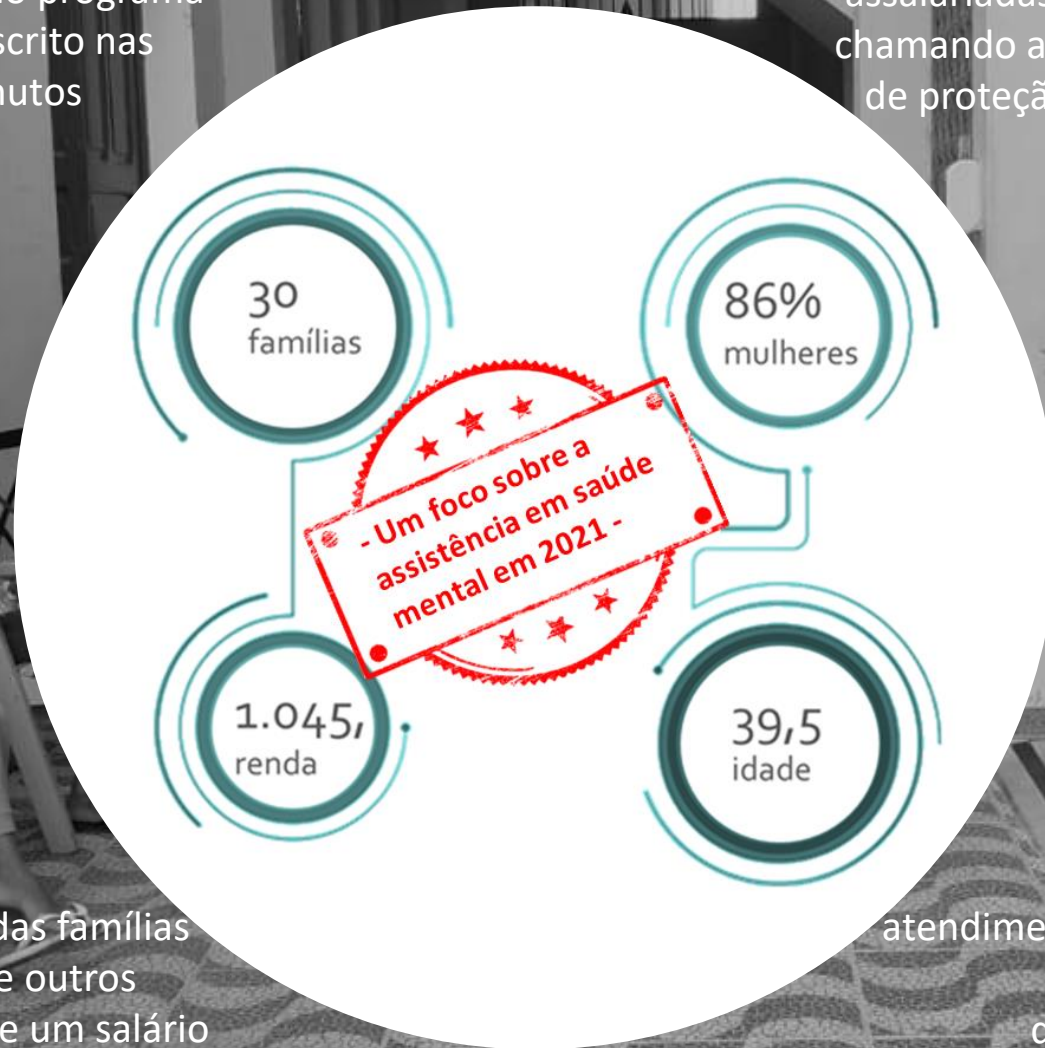 programa
scrito nas
nutos
assalariadas
chamando a
de proteçã
30
famílias
86%
mulheres
- Um foco sobre a
assistência em saúde
mental em 2021 -
1.045,
renda
39,5
idade
das famílias
e outros
e um salário
atendime